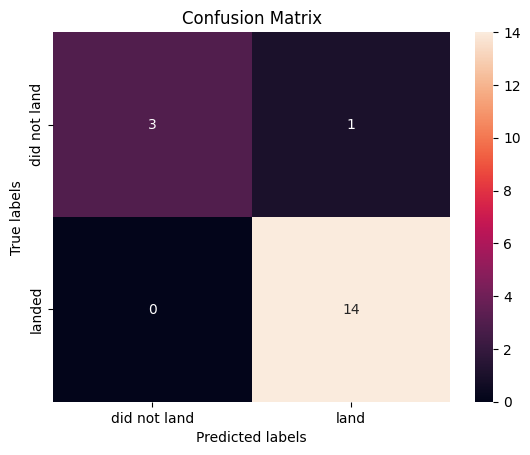 Confusion Matrix
True labels
did not land
landed
3
1
0
14
did not land
land
Predicted labels
14
12
10
8
6
4
2
0